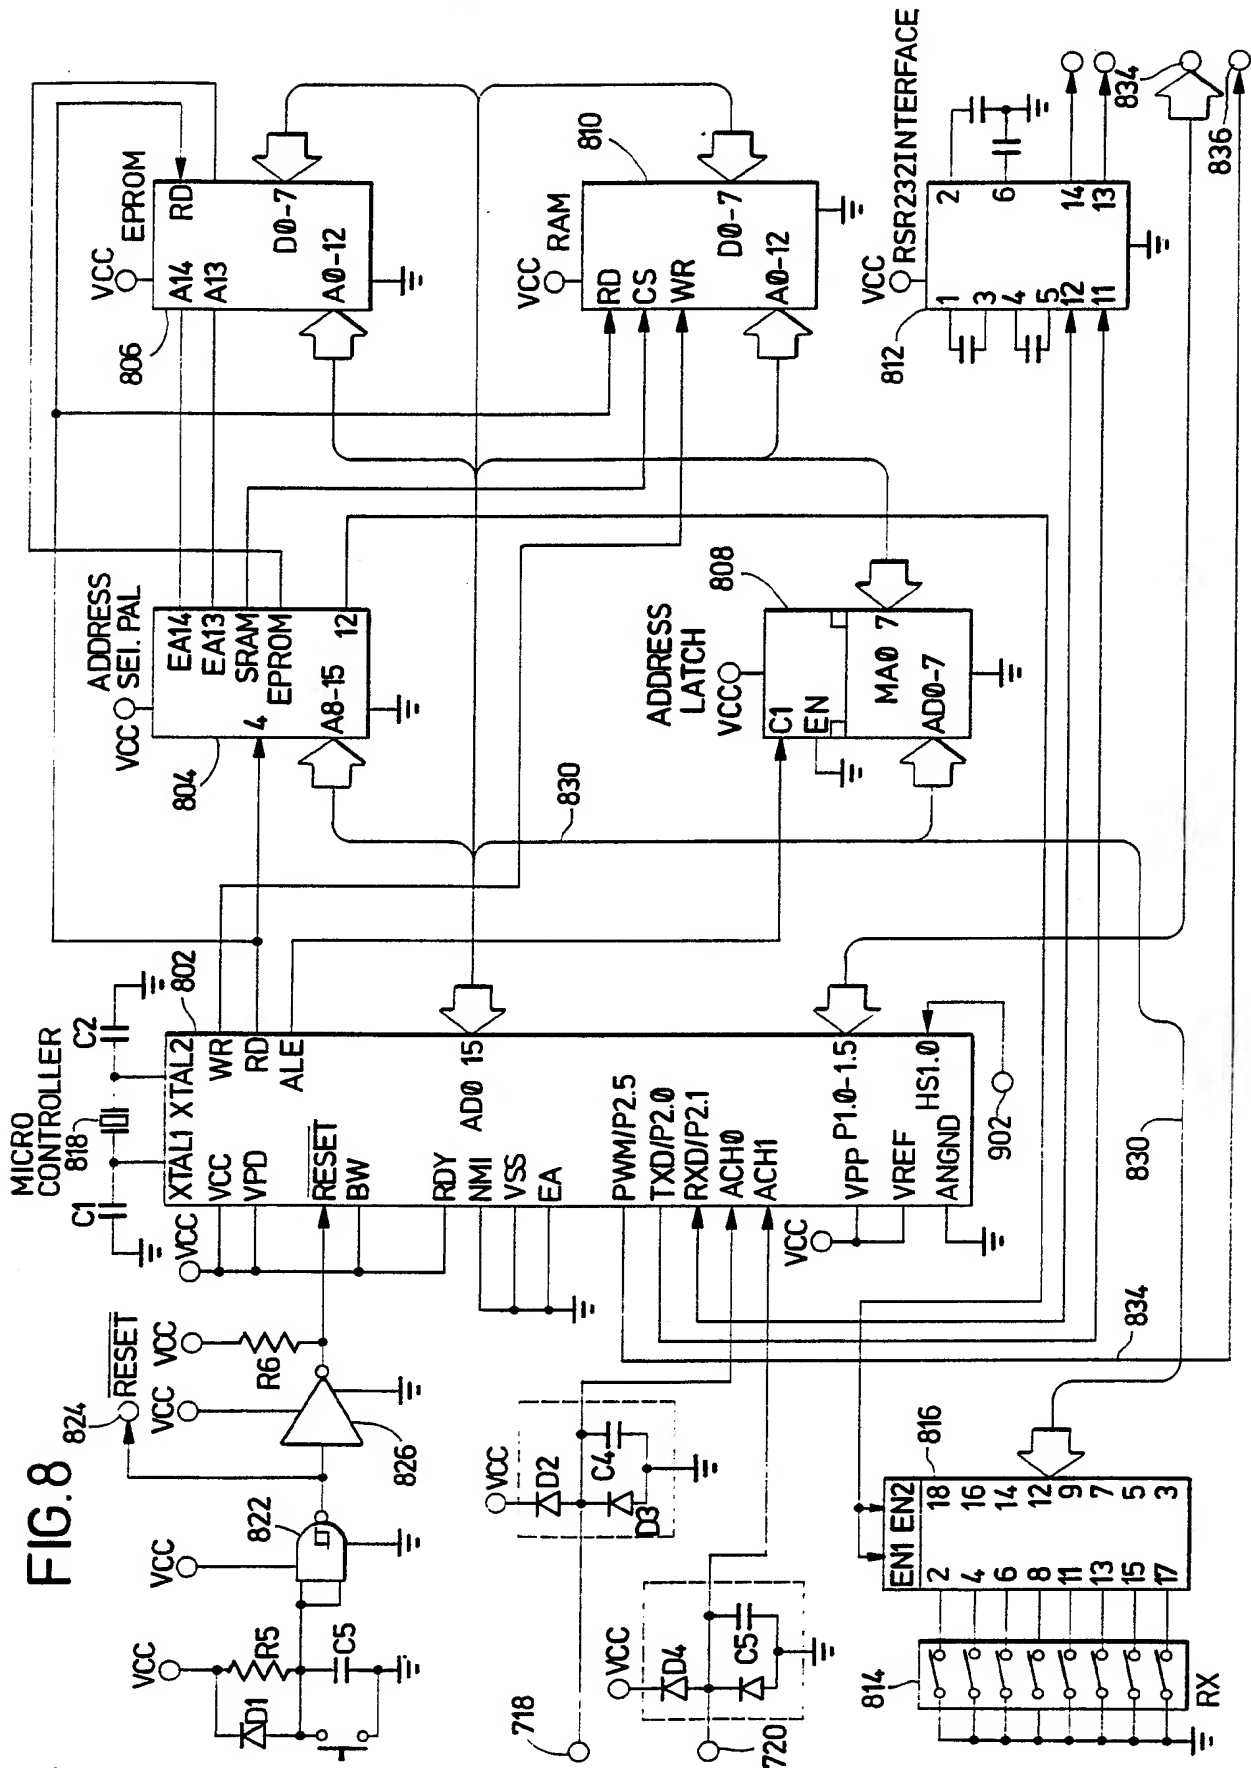 FIG. 8
MICRO
CONTROLLER
818
C1
C2
802
XTAL1 XTAL2
VCC
VPD
RESET
BW
RDY
NMI
VSS
EA
PWM/P2.5
TXD/P2.0
RXD/P2.1
ACH0
ACH1
VPP P1.0-1.5
VREF
ANGND
WR
RD
ALE
AD0 15
HS1.0
902
VCC
VCC
VCC
D1
R5
C5
VCC
822
824
RESET
VCC
826
VCC
R6
718
VCC
D2
C4
D3
720
VCC
D4
C5
814
RX
816
EN1 EN2
2
4
6
8
11
13
15
17
18
16
14
12
9
7
5
3
834
830
830
ADDRESS
SEI. PAL
VCC
804
4
A8-15
EA14
EA13
SRAM
EPROM
12
ADDRESS
LATCH
VCC
808
C1
EN
MA0 7
AD0-7
EPROM
VCC
806
A14
A13
RD
D0-7
A0-12
RAM
VCC
810
RD
CS
WR
D0-7
A0-12
RSR232INTERFACE
VCC
812
1
3
4
5
12
11
2
6
14
13
834
836